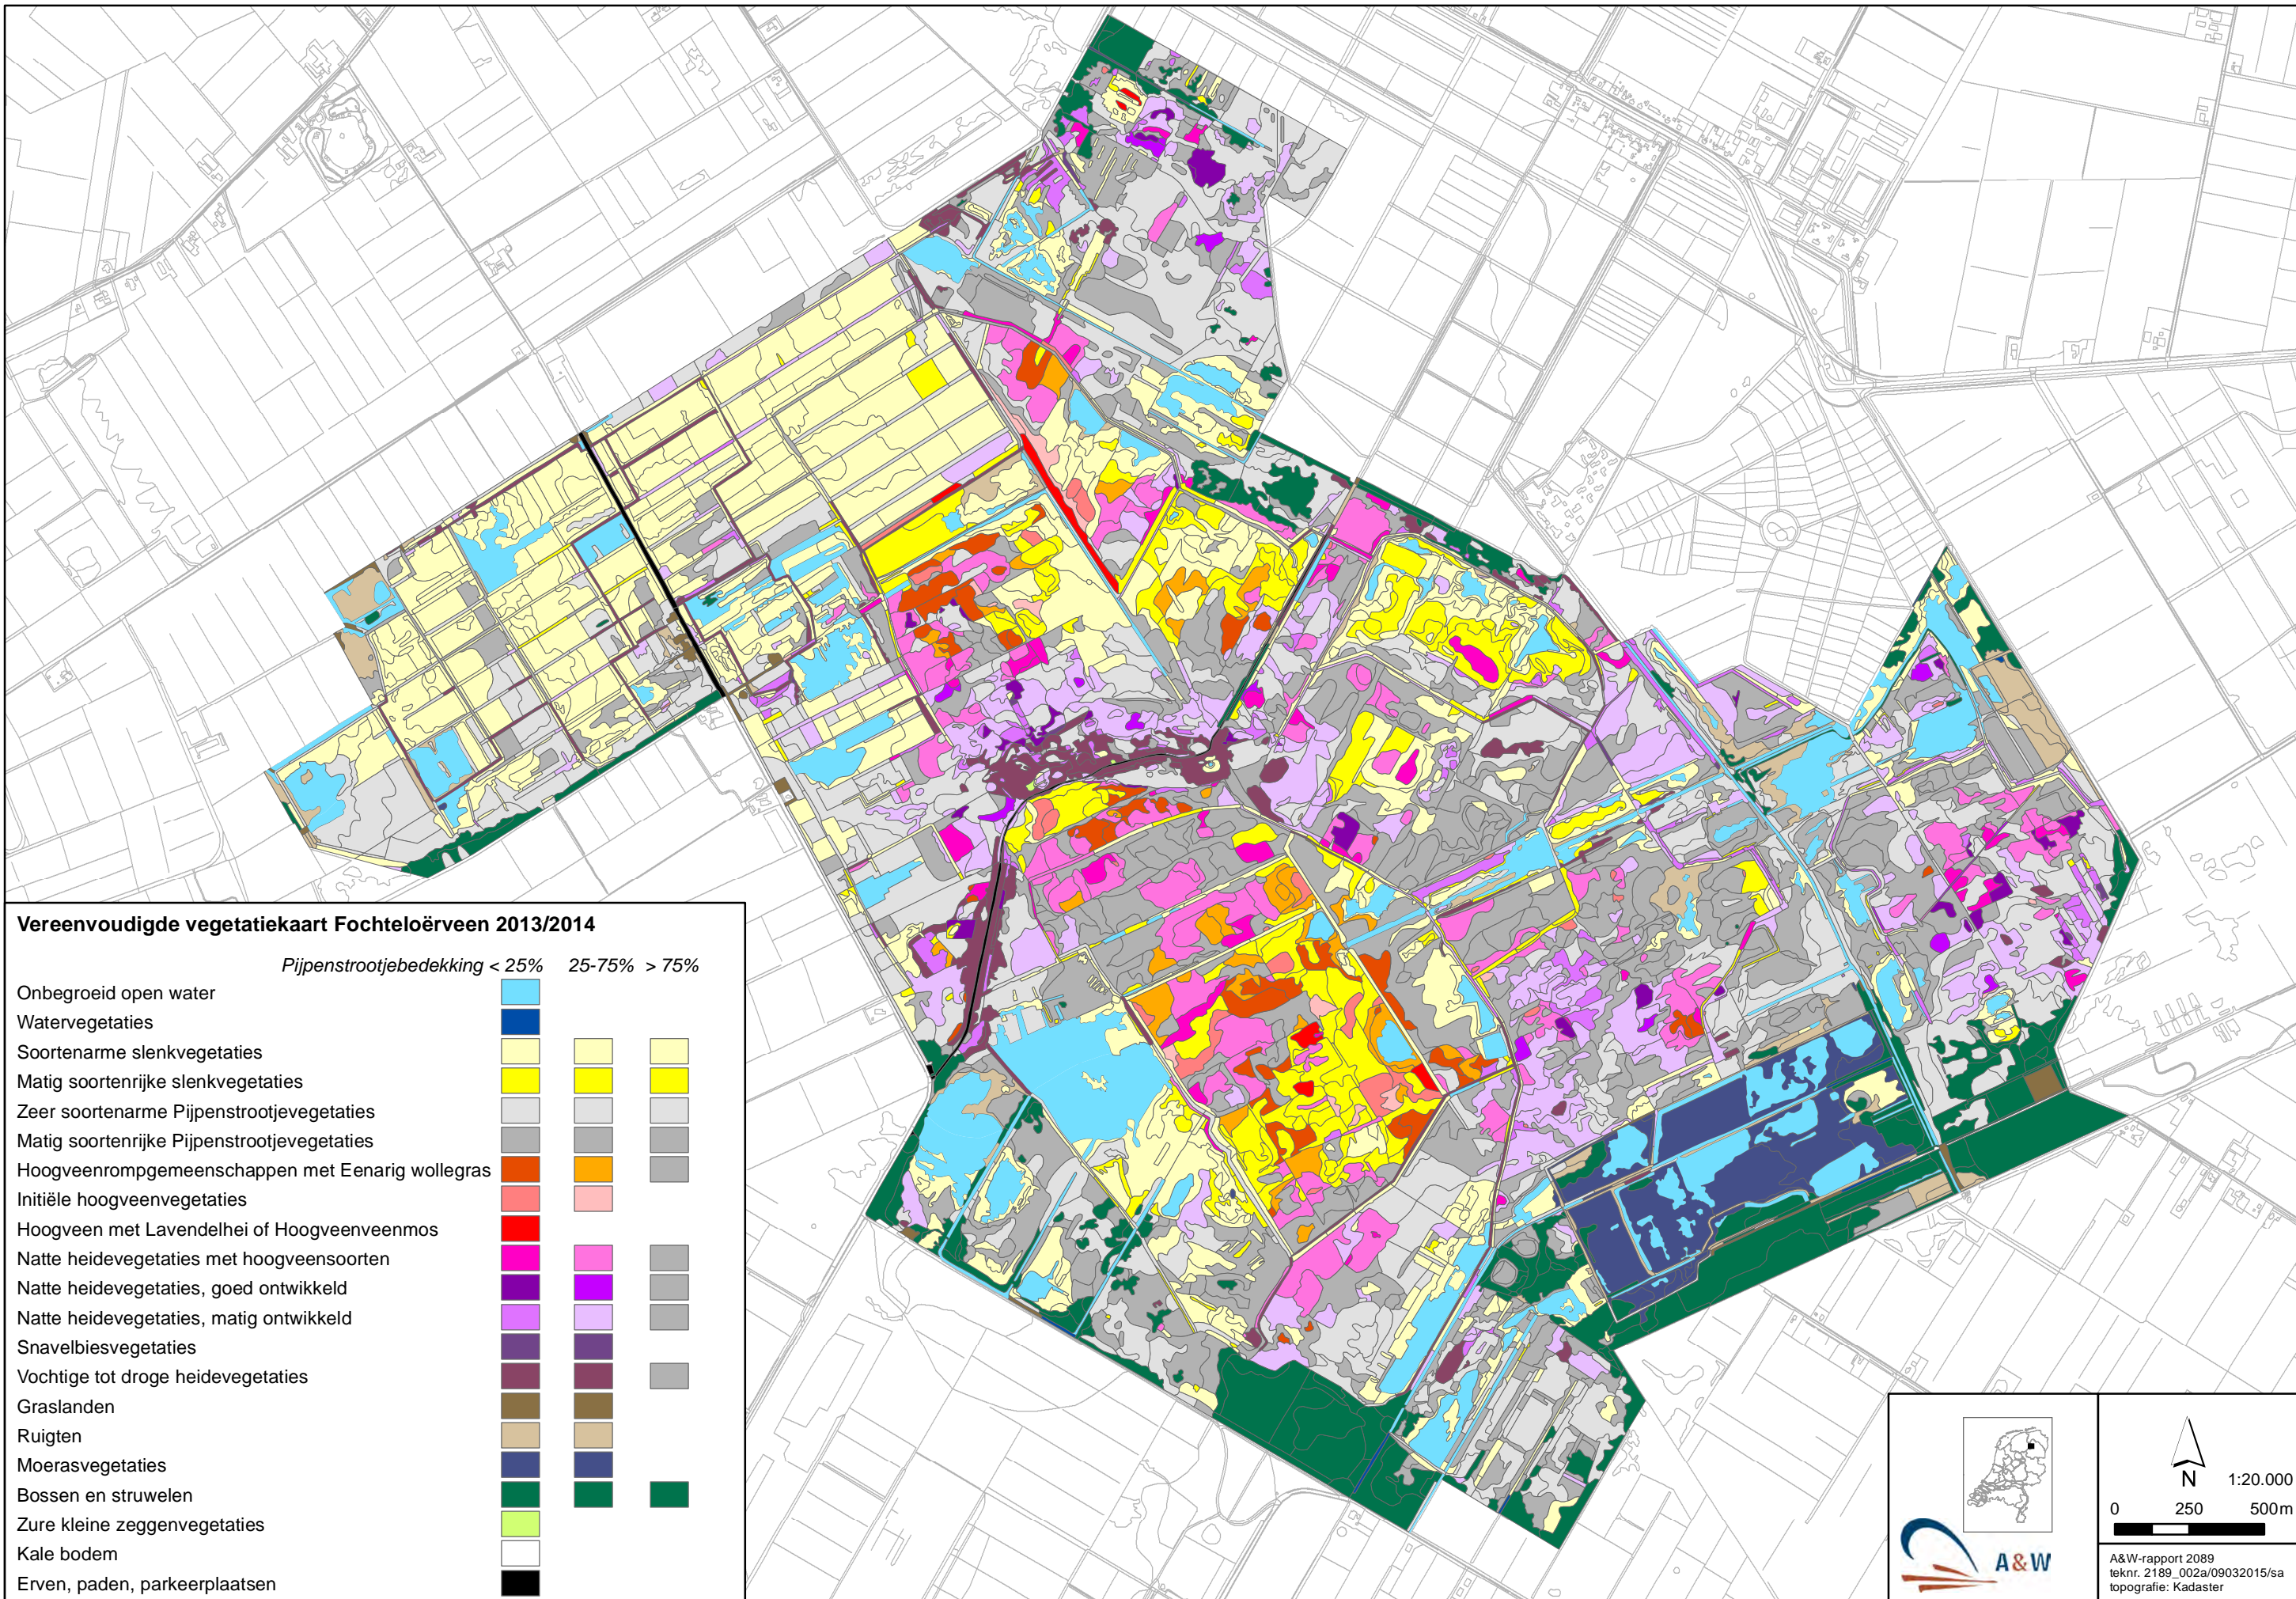 Vereenvoudigde vegetatiekaart Fochteloërveen 2013/2014
Pijpenstrootjebedekking < 25% 25-75% > 75%
Onbegroeid open water
Watervegetaties
Soortenarme slenkvegetaties
Matig soortenrijke slenkvegetaties
Zeer soortenarme Pijpenstrootjevegetaties
Matig soortenrijke Pijpenstrootjevegetaties
Hoogveenrompgemeenschappen met Eenarig wollegras
Initiële hoogveenvegetaties
Hoogveen met Lavendelhei of Hoogveenveenmos
Natte heidevegetaties met hoogveensoorten
Natte heidevegetaties, goed ontwikkeld
Natte heidevegetaties, matig ontwikkeld
Snavelbiesvegetaties
Vochtige tot droge heidevegetaties
Graslanden
Ruigten
Moerasvegetaties
Bossen en struwelen
Zure kleine zeggenvegetaties
Kale bodem
Erven, paden, parkeerplaatsen
A&W
N 1:20.000
0 250 500m
A&W-rapport 2089
teknr. 2189_002a/09032015/sa
topografie: Kadaster